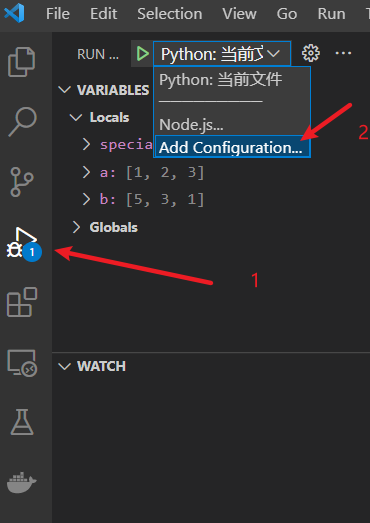 File Edit Selection View Go Run
RUN ... Python: 当前文
Python: 当前文件
Node.js...
Add Configuration...
2
VARIABLES
Locals
specia
a: [1, 2, 3]
b: [5, 3, 1]
Globals
1
1
WATCH